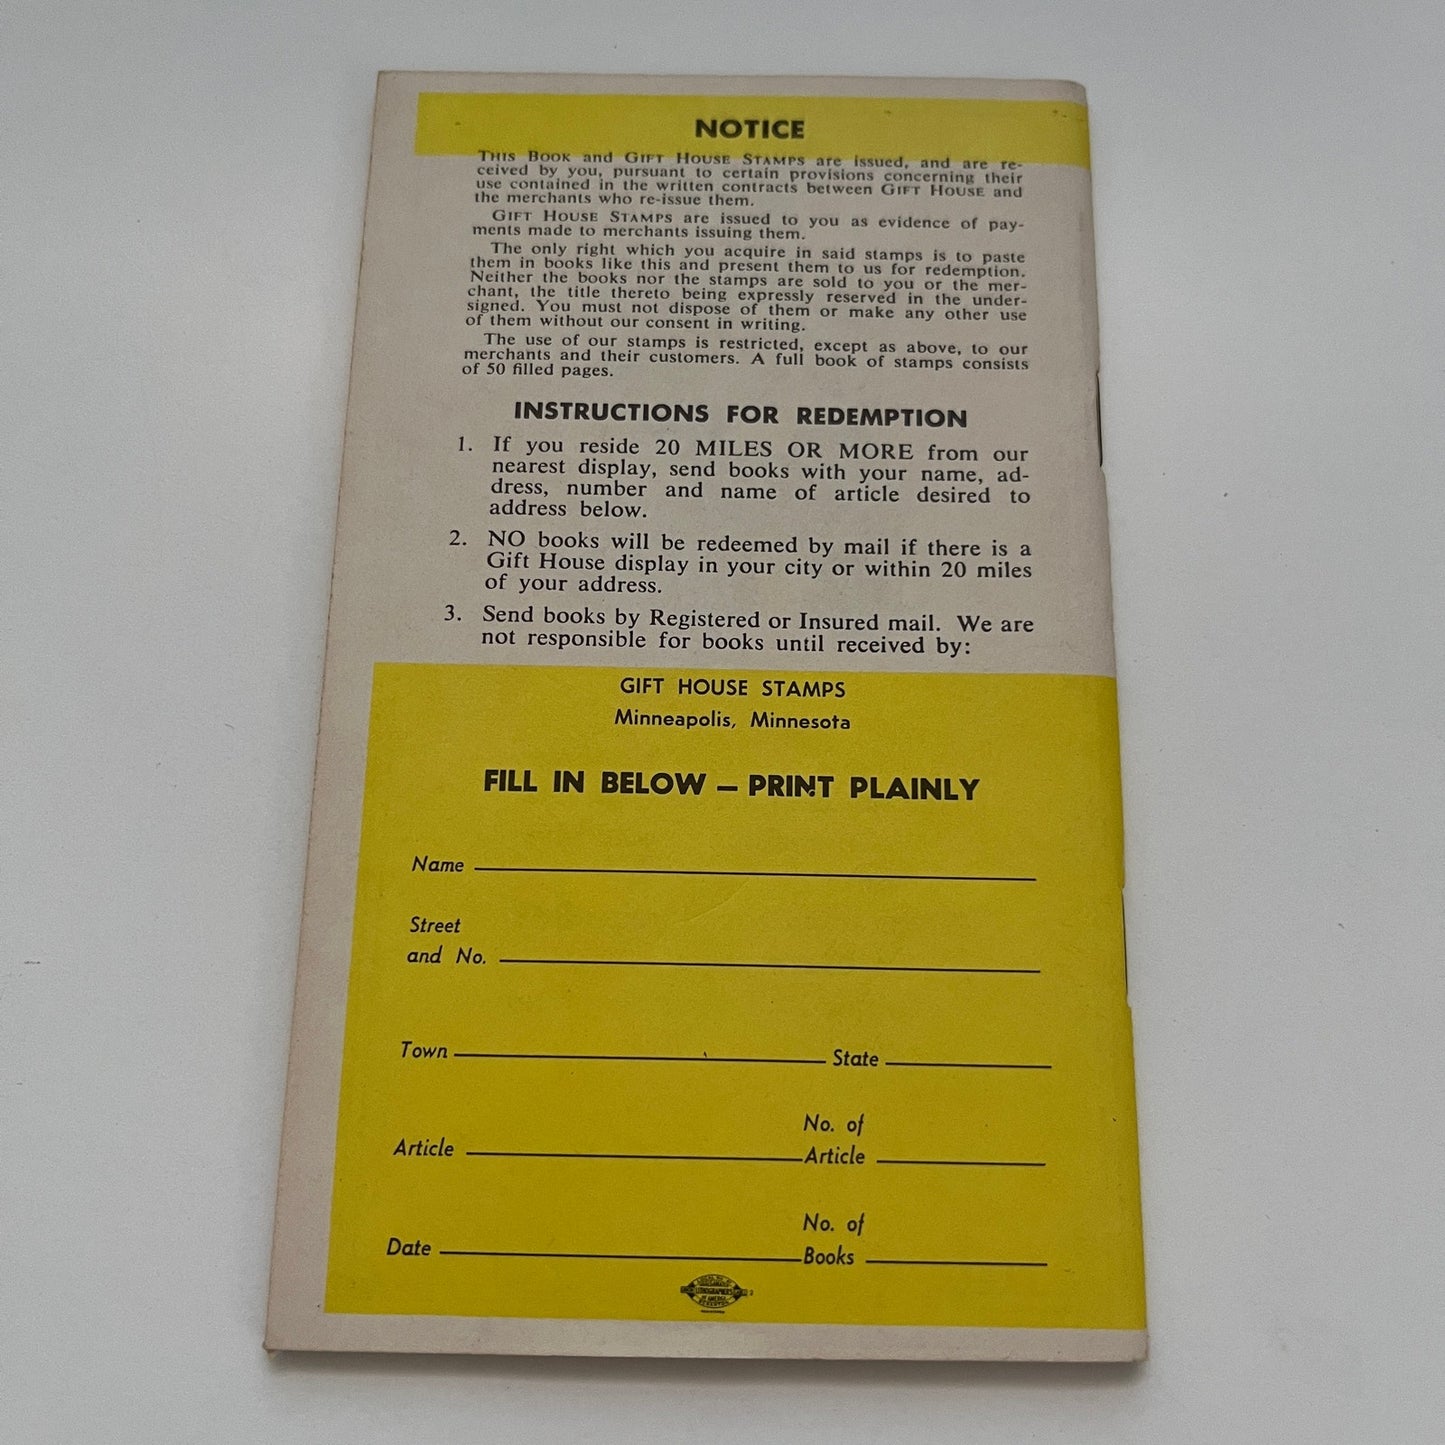 NOTICE
THIS BOOK and GIFT HOUSE STAMPS are issued, and are re-
ceived by you, pursuant to certain provisions concerning their
use contained in the written contracts between GIFT HOUSE and
the merchants who re-issue them.
GIFT HOUSE STAMPS are issued to you as evidence of pay-
ments made to merchants issuing them.
The only right which you acquire in said stamps is to paste
them in books like this and present them to us for redemption.
Neither the books nor the stamps are sold to you or the mer-
chant, the title thereto being expressly reserved in the under-
signed. You must not dispose of them or make any other use
of them without our consent in writing.
The use of our stamps is restricted, except as above, to our
merchants and their customers. A full book of stamps consists
of 50 filled pages.
INSTRUCTIONS FOR REDEMPTION
1. If you reside 20 MILES OR MORE from our
nearest display, send books with your name, ad-
dress, number and name of article desired to
address below.
2. NO books will be redeemed by mail if there is a
Gift House display in your city or within 20 miles
of your address.
3. Send books by Registered or Insured mail. We are
not responsible for books until received by:
GIFT HOUSE STAMPS
Minneapolis, Minnesota
FILL IN BELOW — PRINT PLAINLY
Name
Street
and No.
Town State
No. of
Article Article
No. of
Date Books
LITHOGRAPHERS
OF AMERICA